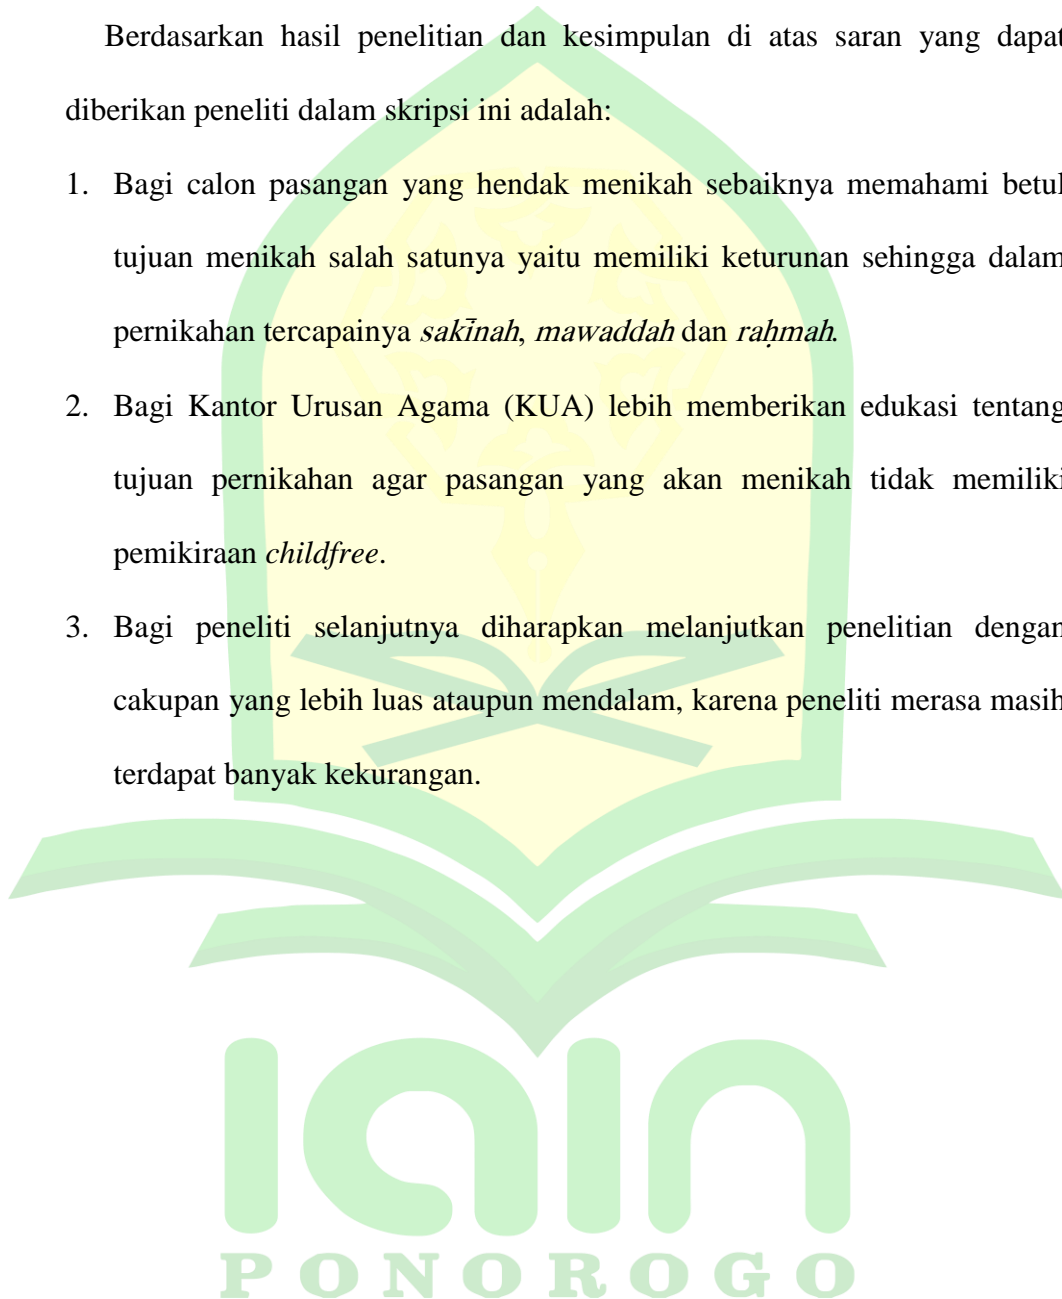 Berdasarkan hasil penelitian dan kesimpulan di atas saran yang dapat
diberikan peneliti dalam skripsi ini adalah:
1. Bagi calon pasangan yang hendak menikah sebaiknya memahami betul
tujuan menikah salah satunya yaitu memiliki keturunan sehingga dalam
pernikahan tercapainya sakīnah, mawaddah dan raḥmah.
2. Bagi Kantor Urusan Agama (KUA) lebih memberikan edukasi tentang
tujuan pernikahan agar pasangan yang akan menikah tidak memiliki
pemikiraan childfree.
3. Bagi peneliti selanjutnya diharapkan melanjutkan penelitian dengan
cakupan yang lebih luas ataupun mendalam, karena peneliti merasa masih
terdapat banyak kekurangan.
iain
PONOROGO